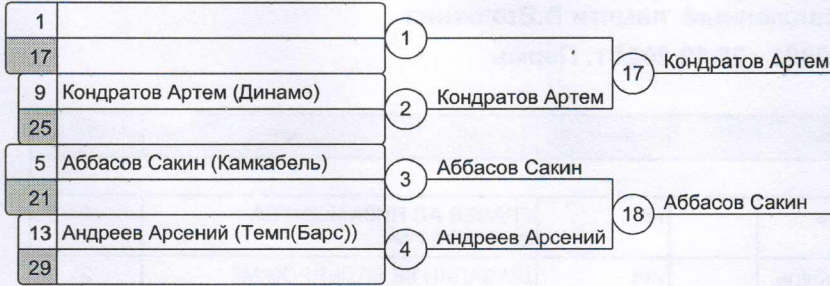 1
1
17
17 Кондратов Артем
9 Кондратов Артем (Динамо)
2 Кондратов Артем
25
5 Аббасов Сакин (Камкабель)
3 Аббасов Сакин
21
18 Аббасов Сакин
13 Андреев Арсений (Темп(Барс))
4 Андреев Арсений
29